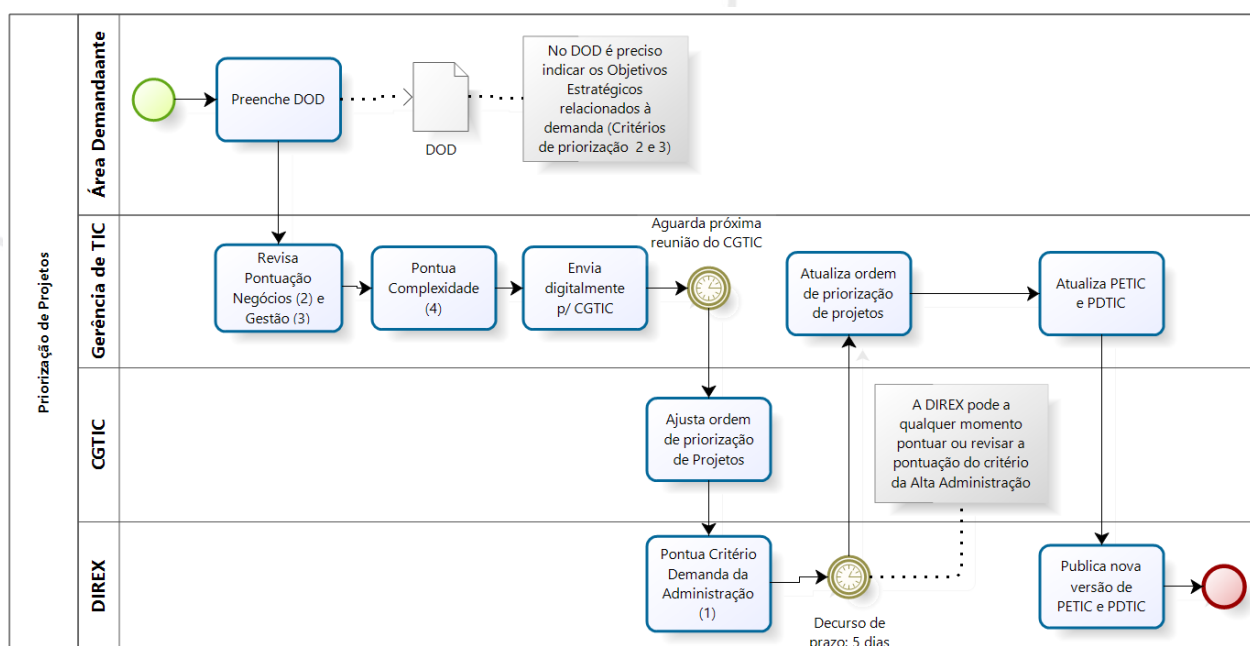 Priorização de Projetos
Área Demandaante
Preenche DOD
DOD
No DOD é preciso
indicar os Objetivos
Estratégicos
relacionados à
demanda (Critérios
de priorização 2 e 3)
Gerência de TIC
Revisa
Pontuação
Negócios (2) e
Gestão (3)
Pontua
Complexidade
(4)
Envia
digitalmente
p/ CGTIC
Aguarda próxima
reunião do CGTIC
Atualiza ordem
de priorização
de projetos
Atualiza PETIC
e PDTIC
CGTIC
Ajusta ordem
de priorização
de Projetos
A DIREX pode a
qualquer momento
pontuar ou revisar a
pontuação do critério
da Alta Administração
DIREX
Pontua Critério
Demanda da
Administração
(1)
Decurso de
prazo: 5 dias
Publica nova
versão de
PETIC e PDTIC